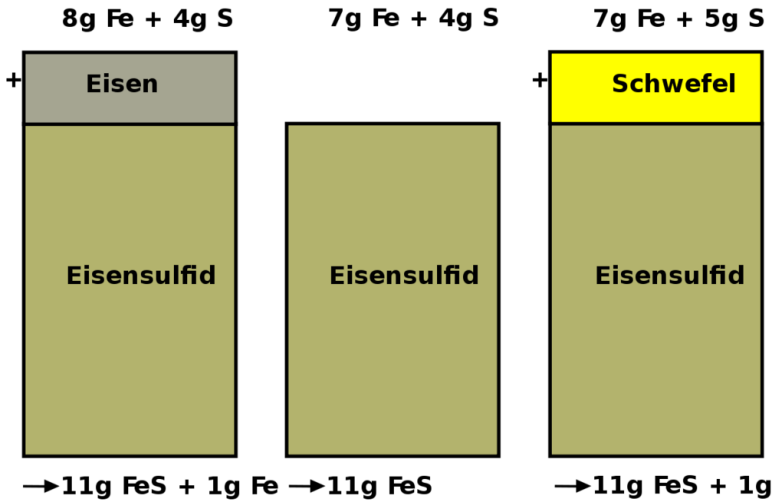 8g Fe + 4g S
7g Fe + 4g S
7g Fe + 5g S
+ Eisen
+ Schwefel
Eisensulfid
Eisensulfid
Eisensulfid
→11g FeS + 1g Fe
→11g FeS
→11g FeS + 1g